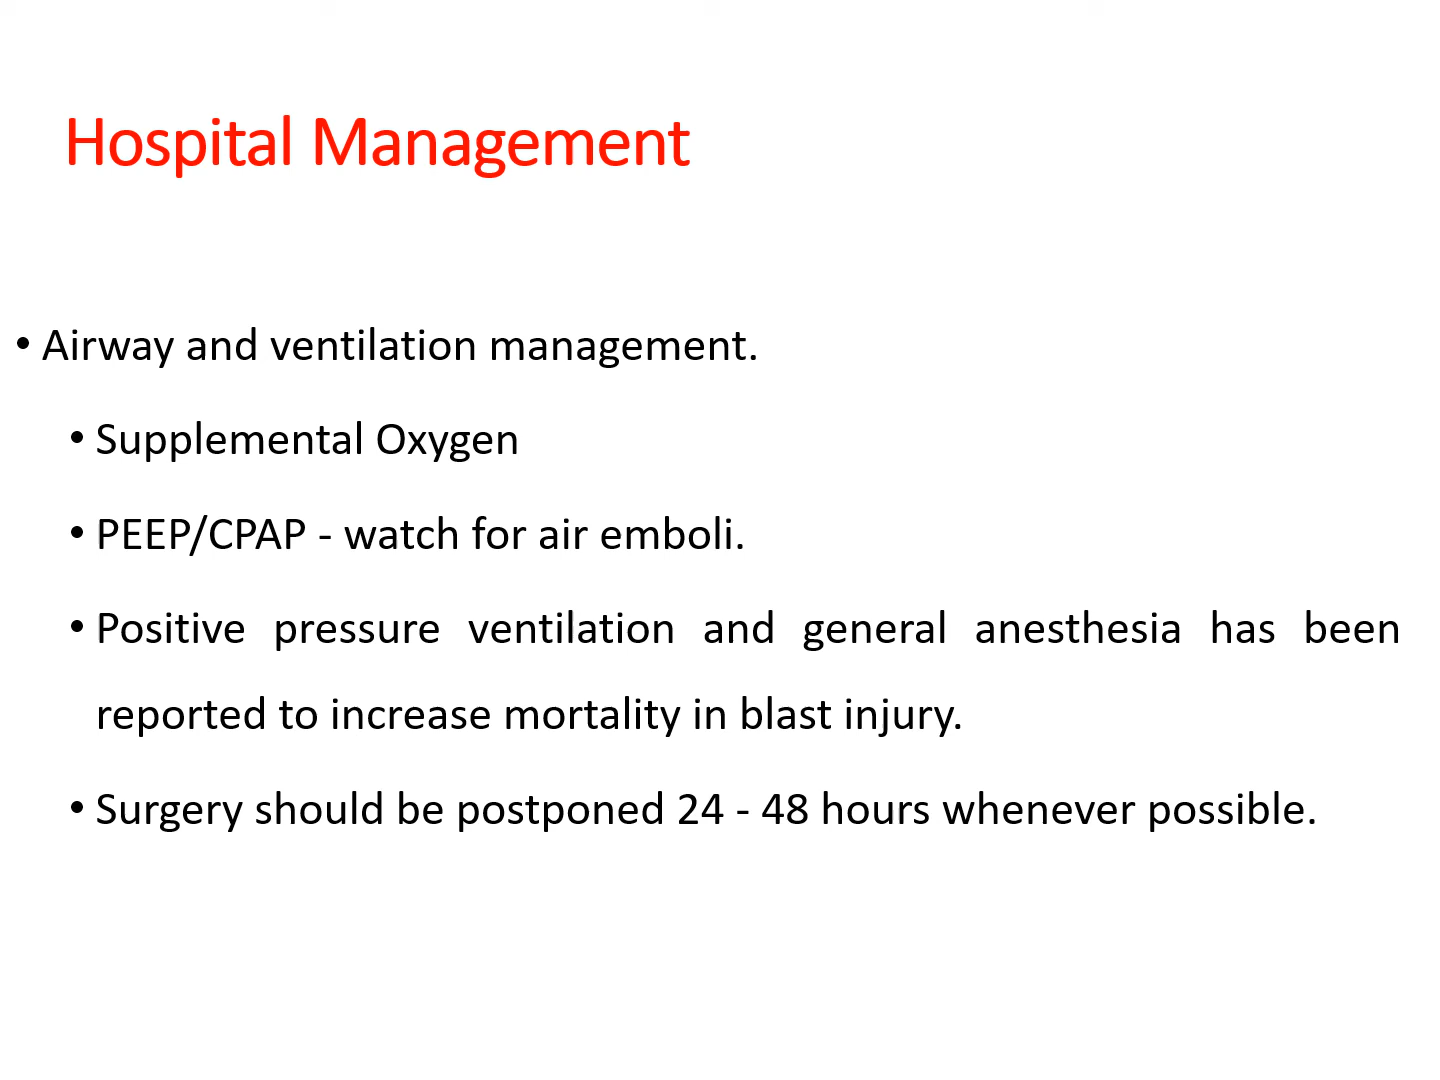 Hospital Management
• Airway and ventilation management.
• Supplemental Oxygen
• PEEP/CPAP - watch for air emboli.
• Positive pressure ventilation and general anesthesia has been
reported to increase mortality in blast injury.
• Surgery should be postponed 24 - 48 hours whenever possible.